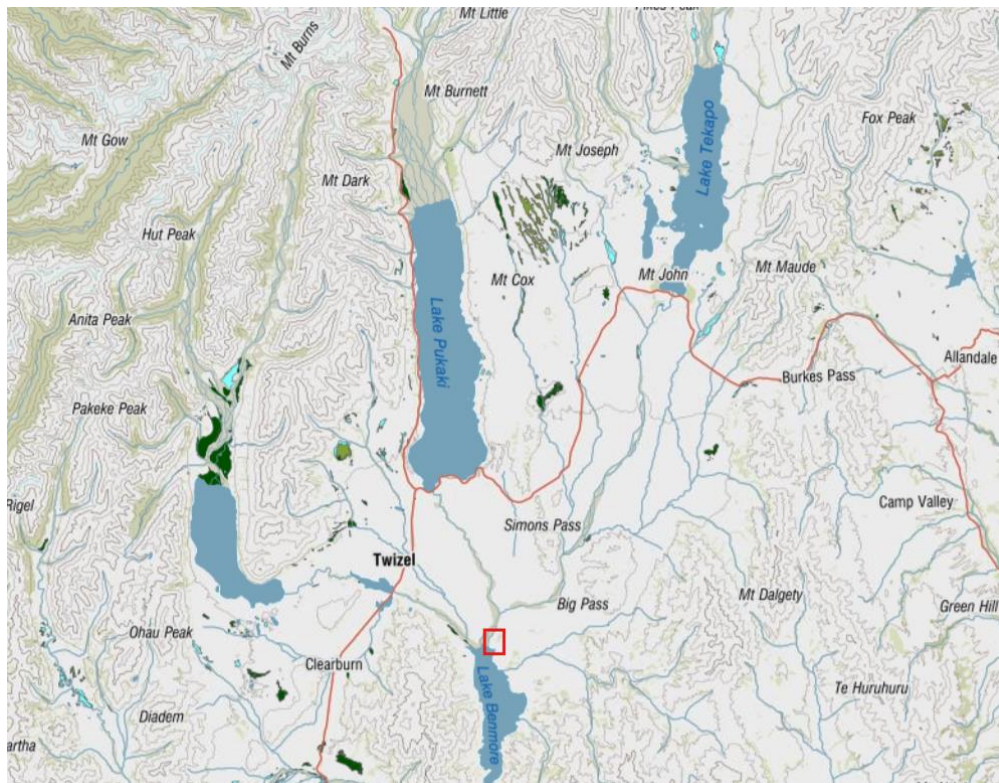 Mt Little
Mt Burns
Mt Burnett
Mt Gow
Fox Peak
Lake Tekapo
Mt Joseph
Mt Dark
Hut Peak
Mt Cox
Mt John
Mt Maude
Anita Peak
Lake Pukaki
Allandale
Burkes Pass
Pakeke Peak
Rigel
Camp Valley
Simons Pass
Twizel
Mt Dalgety
Big Pass
Green Hill
Ohau Peak
Clearburn
Lake Benmore
Te Huruhuru
Diadem
artha